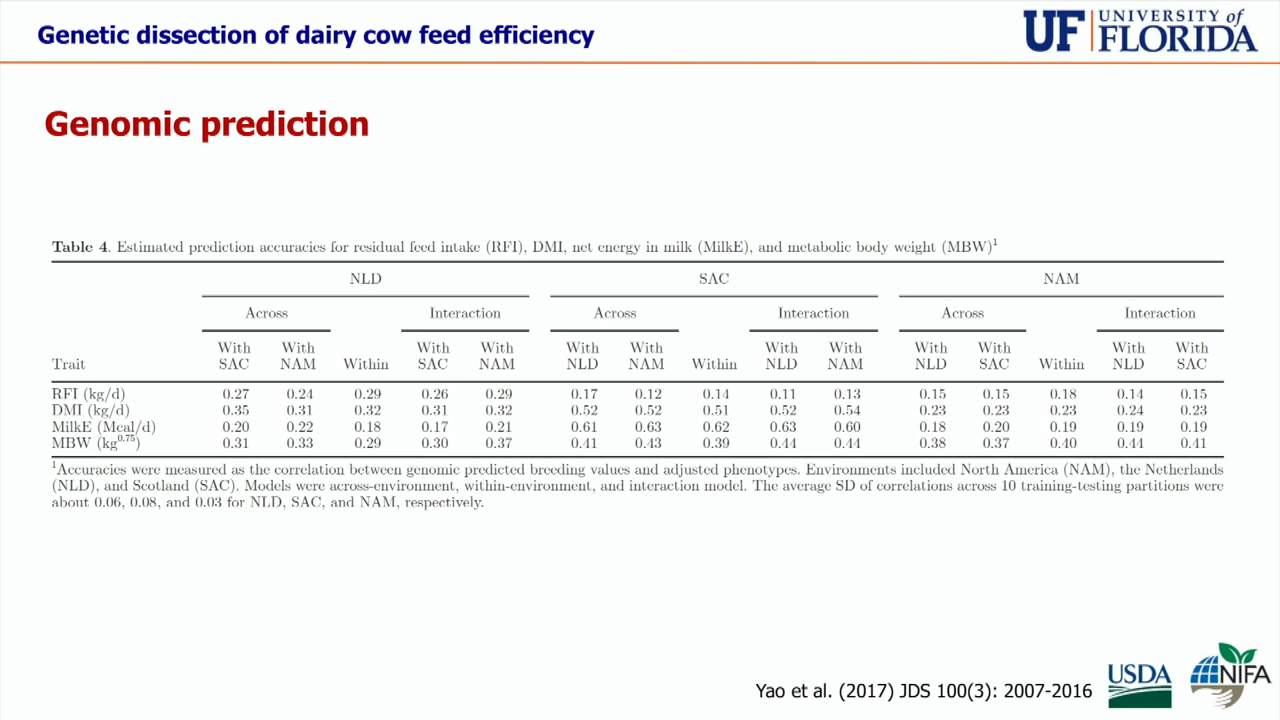 Genetic dissection of dairy cow feed efficiency
UF UNIVERSITY of
FLORIDA
Genomic prediction
Table 4. Estimated prediction accuracies for residual feed intake (RFI), DMI, net energy in milk (MilkE), and metabolic body weight (MBW)1
NLD SAC NAM
Across Interaction Across Interaction Across Interaction
With With With With With With With With With With With With
Trait SAC NAM Within SAC NAM NLD NAM Within NLD NAM NLD SAC Within NLD SAC
RFI (kg/d) 0.27 0.24 0.29 0.26 0.29 0.17 0.12 0.14 0.11 0.13 0.15 0.15 0.18 0.14 0.15
DMI (kg/d) 0.35 0.31 0.32 0.31 0.32 0.52 0.52 0.51 0.52 0.54 0.23 0.23 0.23 0.24 0.23
MilkE (Mcal/d) 0.20 0.22 0.18 0.17 0.21 0.61 0.63 0.62 0.63 0.60 0.18 0.20 0.19 0.19 0.19
MBW (kg0.75) 0.31 0.33 0.29 0.30 0.37 0.41 0.43 0.39 0.44 0.44 0.38 0.37 0.40 0.44 0.41
1Accuracies were measured as the correlation between genomic predicted breeding values and adjusted phenotypes. Environments included North America (NAM), the Netherlands
(NLD), and Scotland (SAC). Models were across-environment, within-environment, and interaction model. The average SD of correlations across 10 training-testing partitions were
about 0.06, 0.08, and 0.03 for NLD, SAC, and NAM, respectively.
Yao et al. (2017) JDS 100(3): 2007-2016
USDA
NIFA